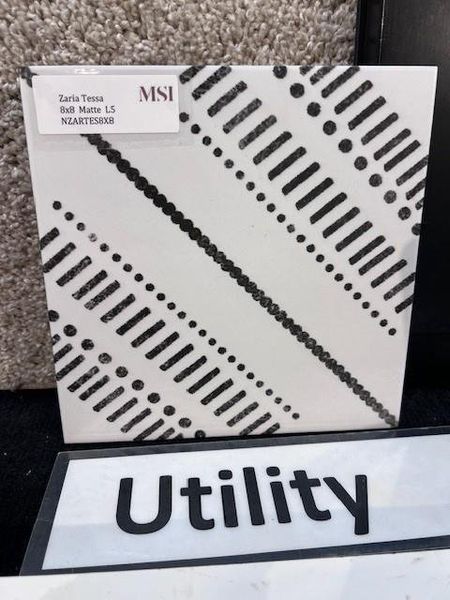 Zaria Tessa
MSI
8x8 Matte L5
NZARTES8X8
Utility